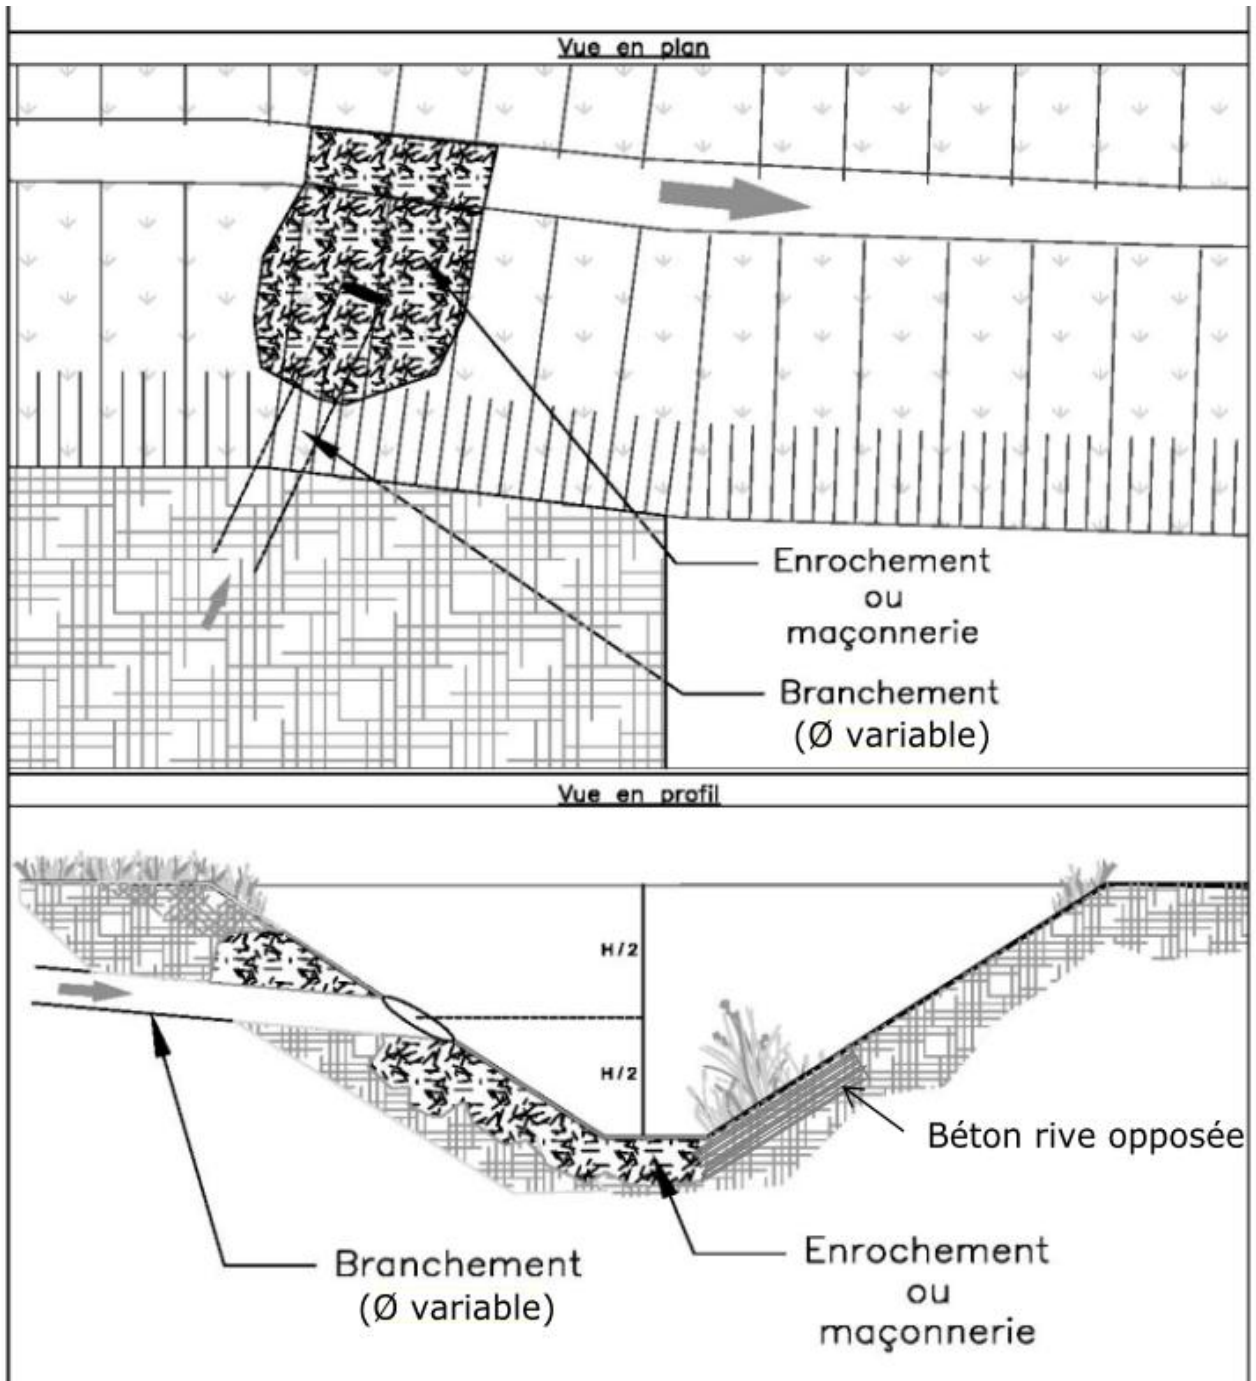 Vue en plan
Enrochement
ou
maçonnerie
Branchement
(Ø variable)
Vue en profil
H/2
H/2
Béton rive opposée
Branchement
(Ø variable)
Enrochement
ou
maçonnerie